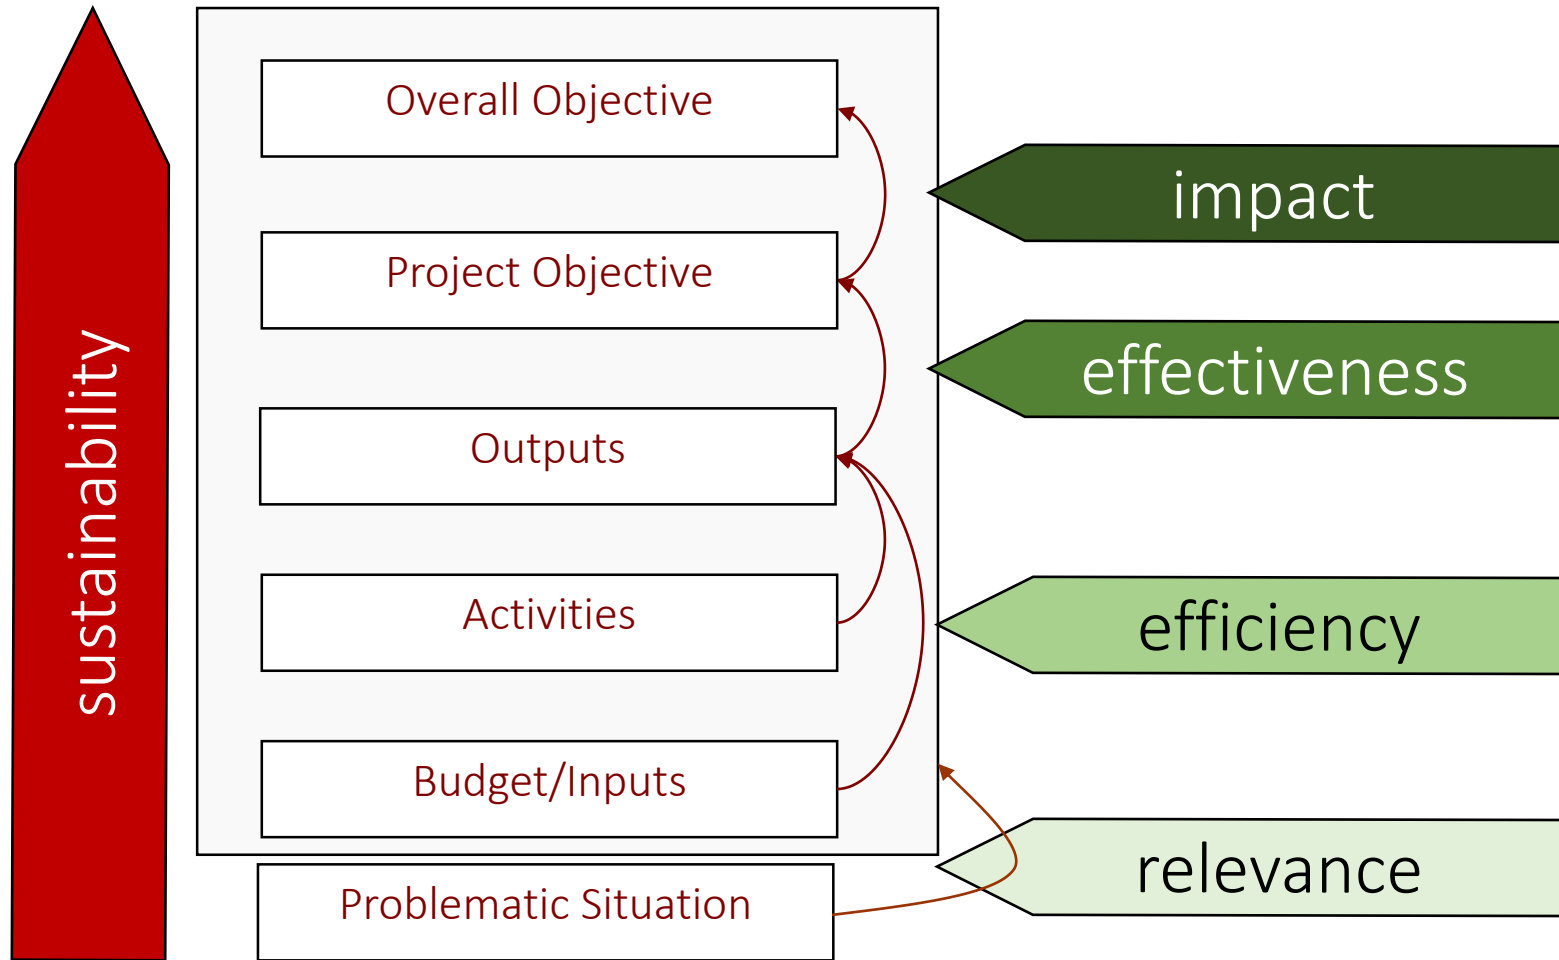 sustainability
Overall Objective
Project Objective
Outputs
Activities
Budget/Inputs
Problematic Situation
impact
effectiveness
efficiency
relevance